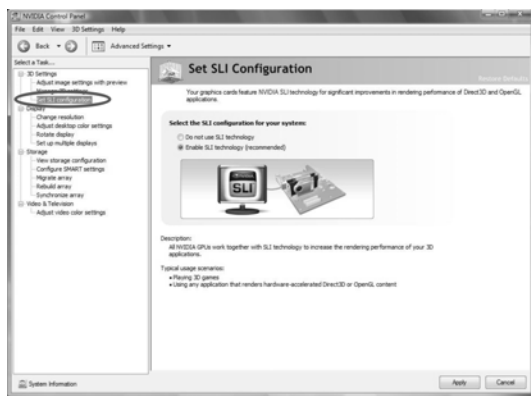 NVIDIA Control Panel
File Edit View 3D Settings Help
Back Advanced Settings
Select a Task...
3D Settings
Adjust image settings with preview
Manage 3D settings
Set SLI configuration
Display
Change resolution
Adjust desktop color settings
Rotate display
Set up multiple displays
Storage
View storage configuration
Configure SMART settings
Migrate array
Rebuild array
Synchronize array
Video & Television
Adjust video color settings
System Information
Set SLI Configuration
Restore Defaults
Your graphics cards feature NVIDIA SLI technology for significant improvements in rendering performance of Direct3D and OpenGL
applications.
Select the SLI configuration for your system:
Do not use SLI technology
Enable SLI technology (recommended)
SLI
Description:
All NVIDIA GPUs work together with SLI technology to increase the rendering performance of your 3D
applications.
Typical usage scenarios:
• Playing 3D games
• Using any application that renders hardware-accelerated Direct3D or OpenGL content
Apply Cancel